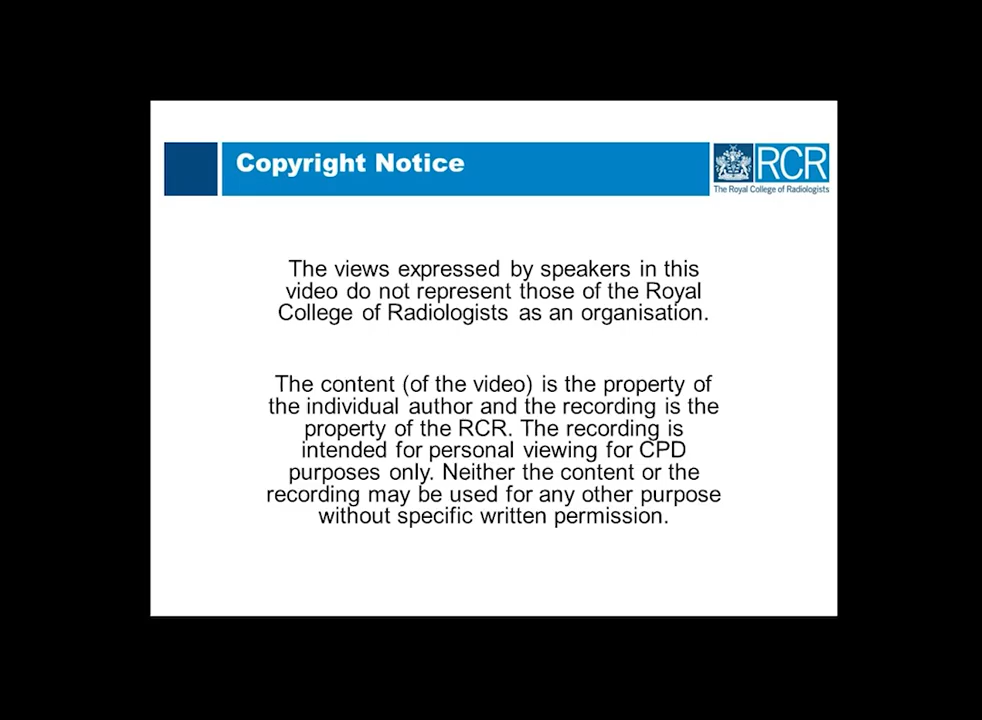 Copyright Notice
RCR
The Royal College of Radiologists
The views expressed by speakers in this
video do not represent those of the Royal
College of Radiologists as an organisation.
The content (of the video) is the property of
the individual author and the recording is the
property of the RCR. The recording is
intended for personal viewing for CPD
purposes only. Neither the content or the
recording may be used for any other purpose
without specific written permission.